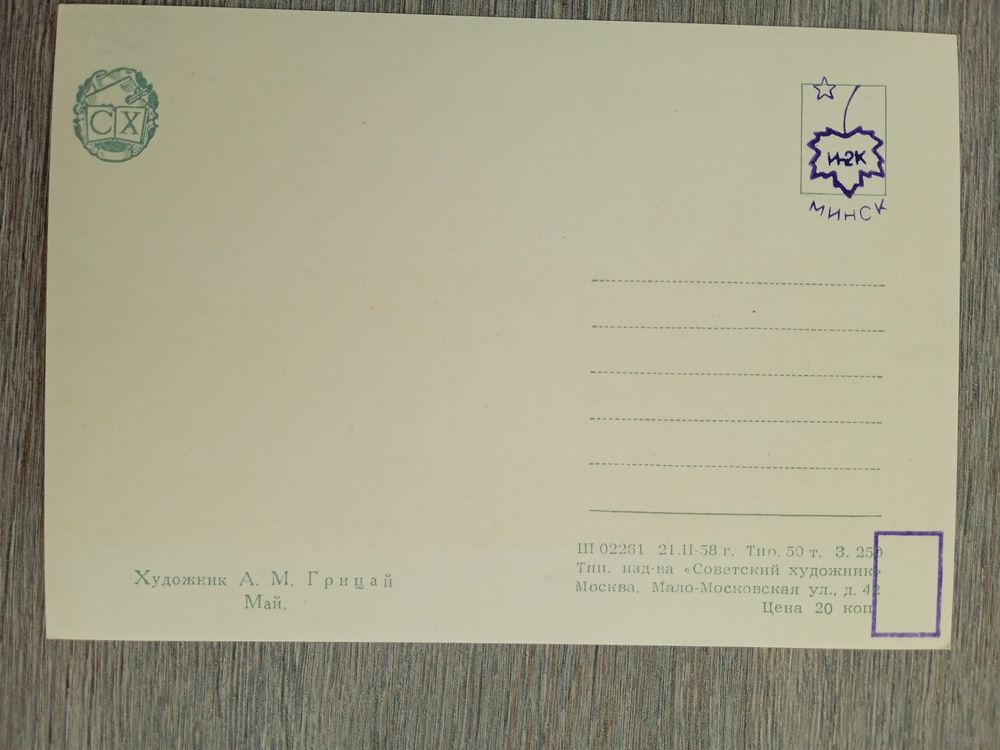 СХ
И-2К
МИНСК
Ш 02261 21.II-58 г. Тир. 50 т. З. 250
Тип. изд-ва «Советский художник»
Москва, Мало-Московская ул., д. 42
Цена 20 коп
Художник А. М. Грицай
Май.